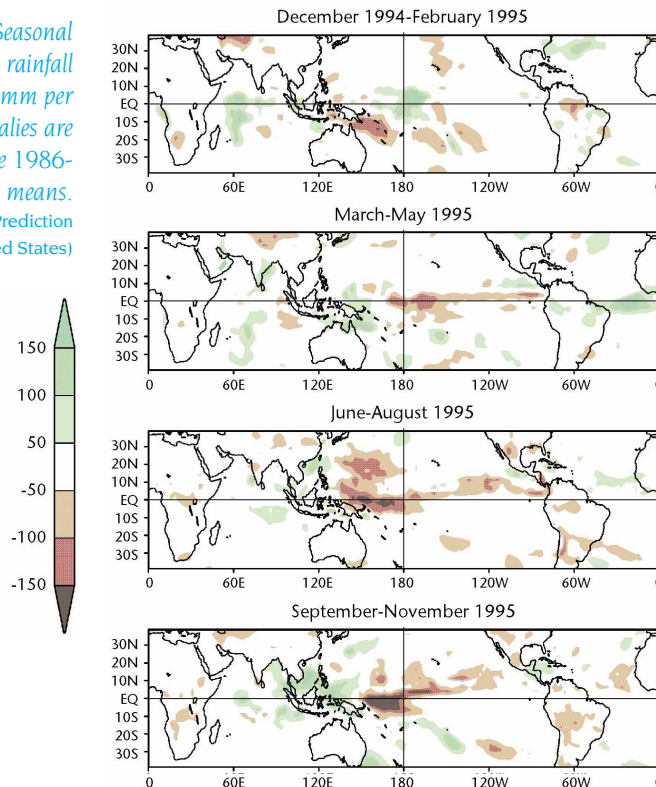 Seasonal
rainfall
mm per
alies are
e 1986-
means.
Prediction
ed States)
150
100
50
-50
-100
-150
December 1994-February 1995
30N
20N
10N
EQ
10S
20S
30S
0 60E 120E 180 120W 60W
March-May 1995
30N
20N
10N
EQ
10S
20S
30S
0 60E 120E 180 120W 60W
June-August 1995
30N
20N
10N
EQ
10S
20S
30S
0 60E 120E 180 120W 60W
September-November 1995
30N
20N
10N
EQ
10S
20S
30S
0 60E 120E 180 120W 60W